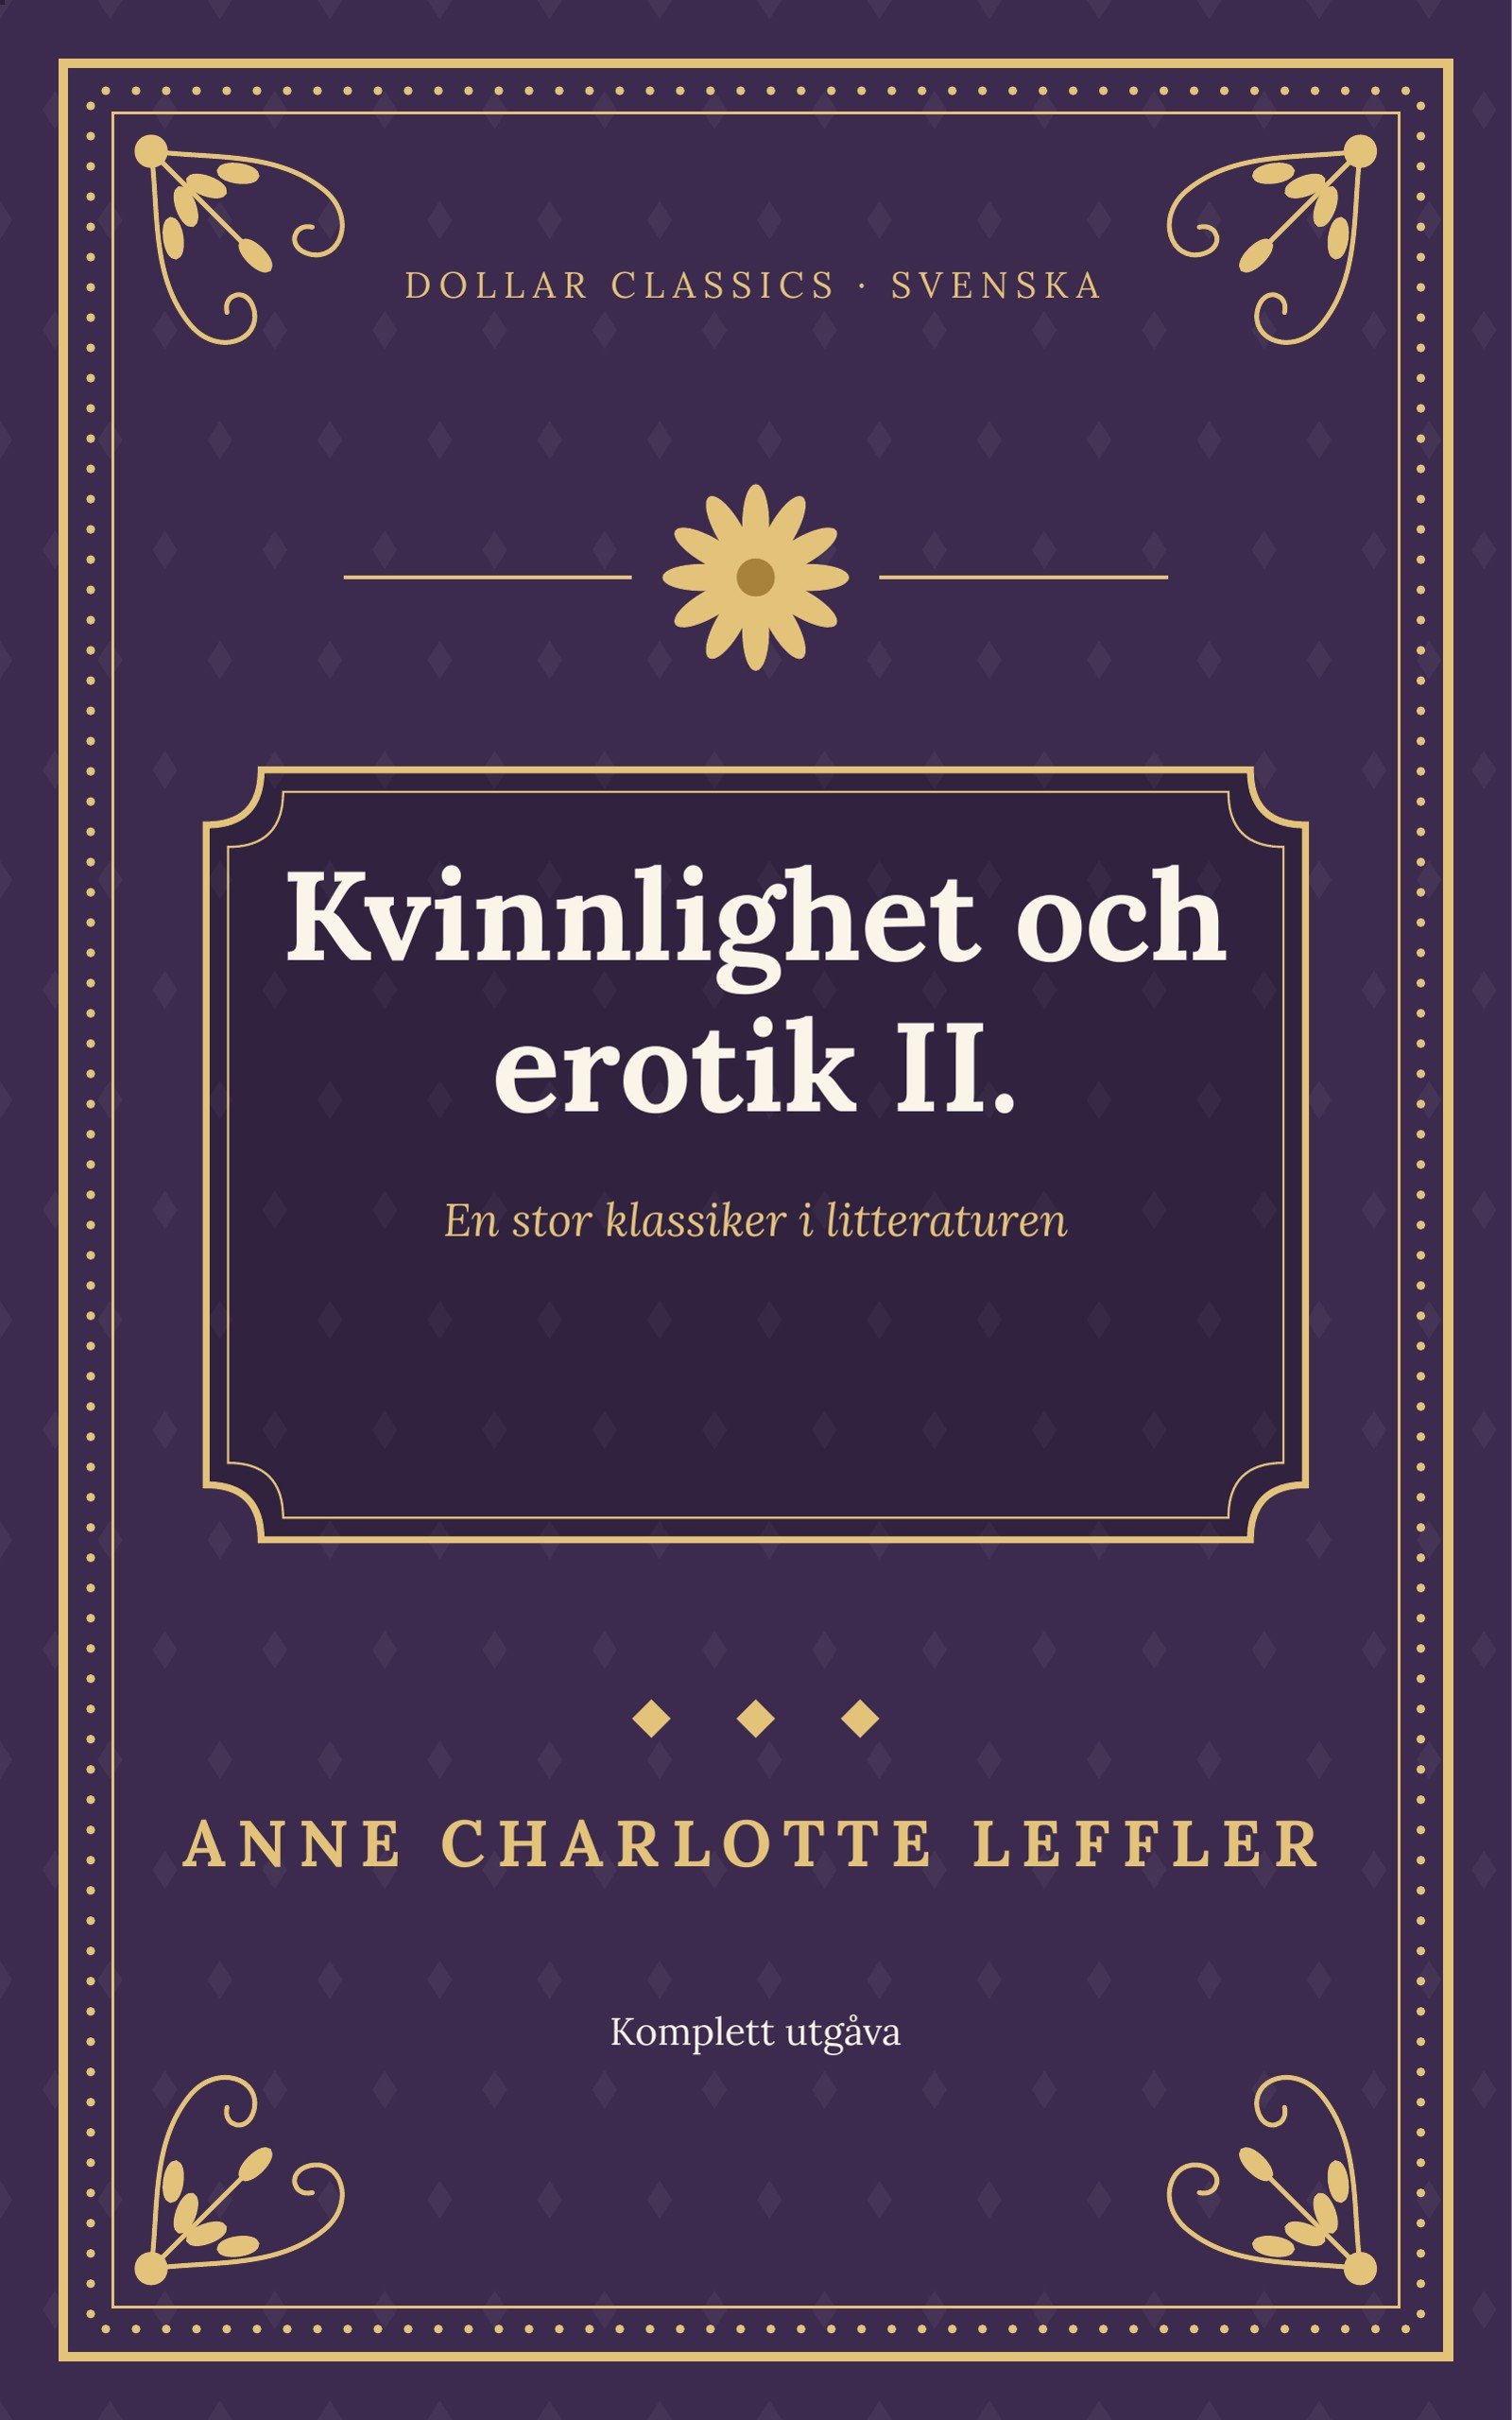 DOLLAR CLASSICS · SVENSKA
Kvinnlighet och
erotik II.
En stor klassiker i litteraturen
ANNE CHARLOTTE LEFFLER
Komplett utgåva